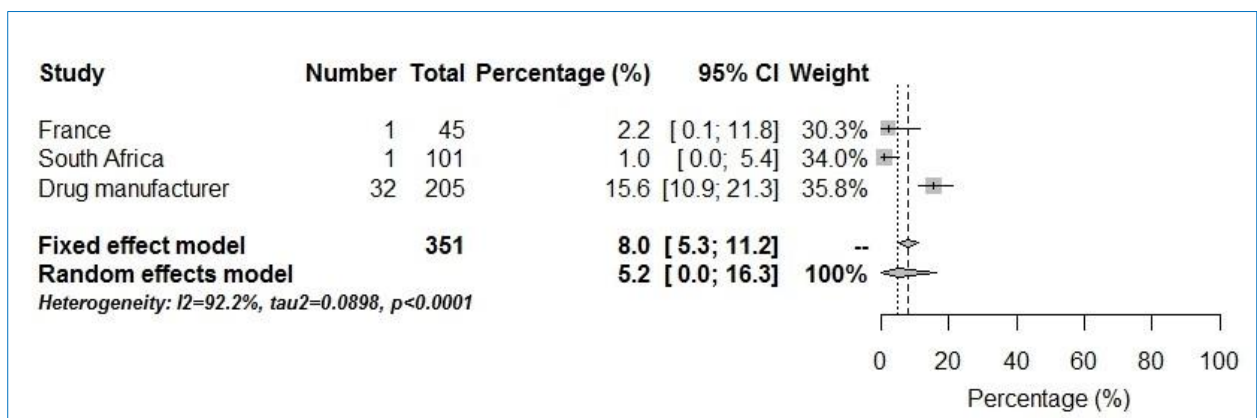 Study Number Total Percentage (%) 95% CI Weight
France 1 45 2.2 [ 0.1; 11.8] 30.3%
South Africa 1 101 1.0 [ 0.0; 5.4] 34.0%
Drug manufacturer 32 205 15.6 [10.9; 21.3] 35.8%
Fixed effect model 351 8.0 [ 5.3; 11.2] --
Random effects model 5.2 [ 0.0; 16.3] 100%
Heterogeneity: I2=92.2%, tau2=0.0898, p<0.0001
0 20 40 60 80 100
Percentage (%)